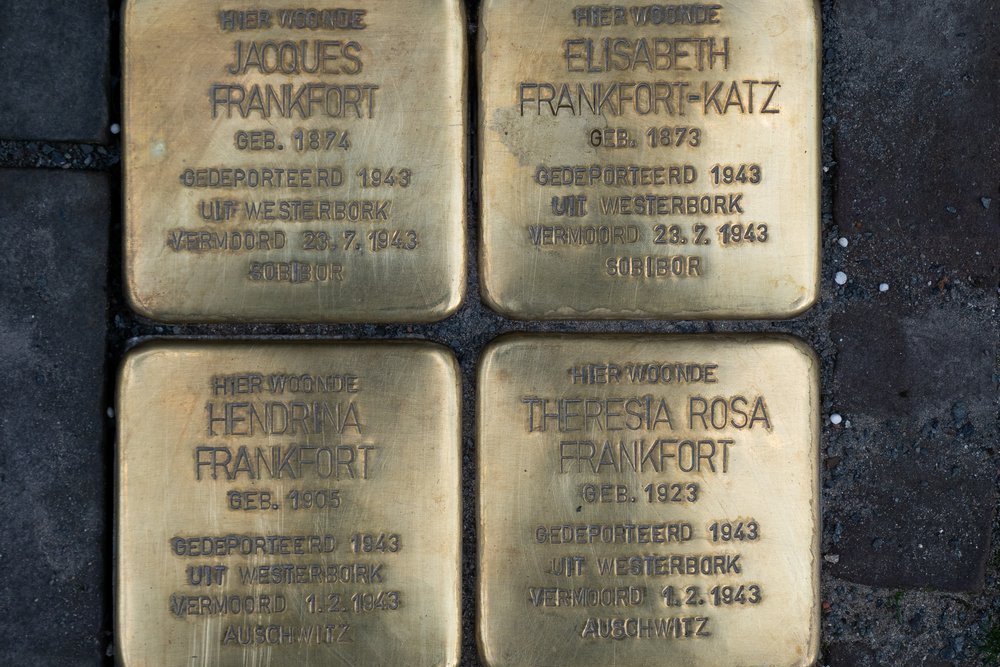 HIER WOONDE
JACQUES
FRANKFORT
GEB. 1874
GEDEPORTEERD 1943
UIT WESTERBORK
VERMOORD 23.7.1943
SOBIBOR
HIER WOONDE
ELISABETH
FRANKFORT-KATZ
GEB. 1873
GEDEPORTEERD 1943
UIT WESTERBORK
VERMOORD 23.7.1943
SOBIBOR
HIER WOONDE
HENDRINA
FRANKFORT
GEB. 1905
GEDEPORTEERD 1943
UIT WESTERBORK
VERMOORD 1.2.1943
AUSCHWITZ
HIER WOONDE
THERESIA ROSA
FRANKFORT
GEB. 1923
GEDEPORTEERD 1943
UIT WESTERBORK
VERMOORD 1.2.1943
AUSCHWITZ